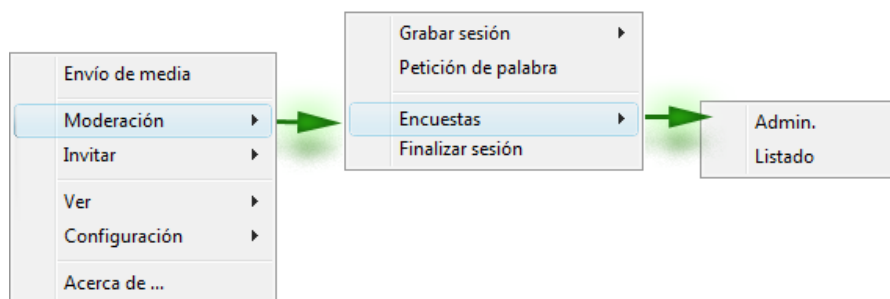 Envío de media
Moderación
Invitar
Ver
Configuración
Acerca de ...
Grabar sesión
Petición de palabra
Encuestas
Finalizar sesión
Admin.
Listado